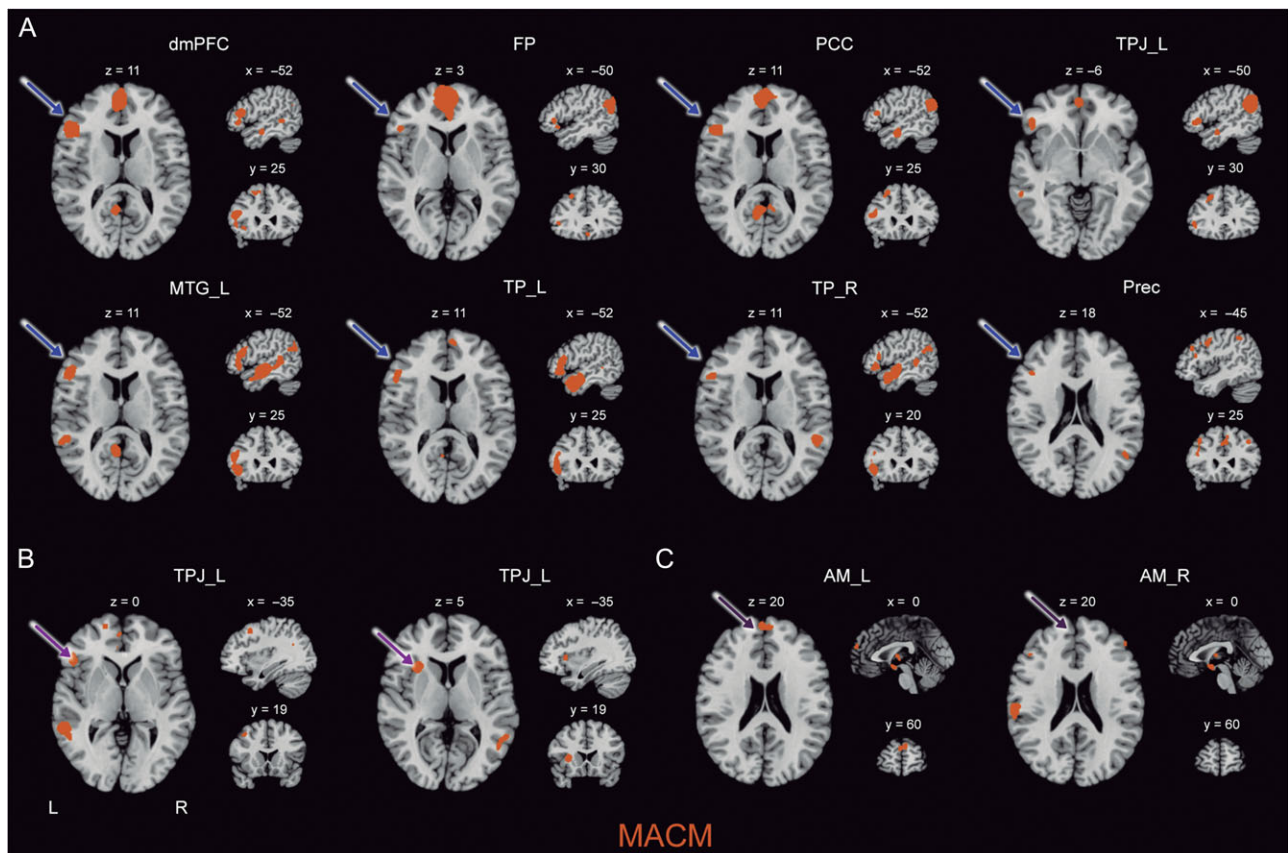 A
dmPFC
FP
PCC
TPJ_L
z = 11
x = –52
z = 3
x = –50
z = 11
x = –52
z = –6
x = –50
y = 25
y = 30
y = 25
y = 30
MTG_L
TP_L
TP_R
Prec
z = 11
x = –52
z = 11
x = –52
z = 11
x = –52
z = 18
x = –45
y = 25
y = 25
y = 20
y = 25
B
C
TPJ_L
TPJ_L
AM_L
AM_R
z = 0
x = –35
z = 5
x = –35
z = 20
x = 0
z = 20
x = 0
y = 19
y = 19
y = 60
y = 60
L
R
MACM